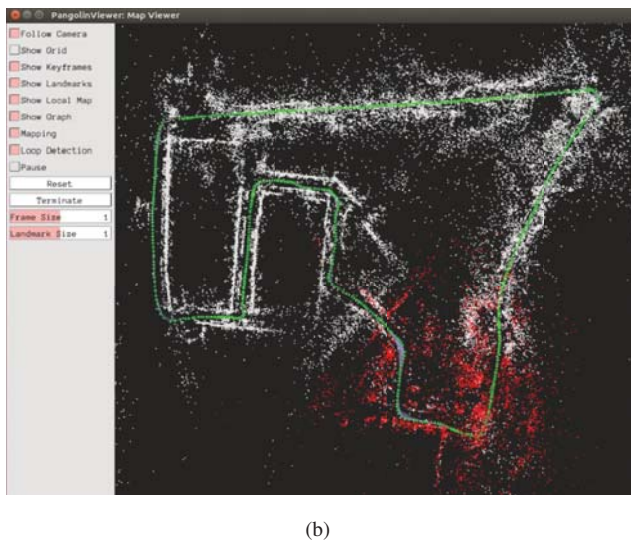 PangolinViewer: Map Viewer
Follow Camera
Show Grid
Show Keyframes
Show Landmarks
Show Local Map
Show Graph
Mapping
Loop Detection
Pause
Reset
Terminate
Frame Size 1
Landmark Size 1
(b)